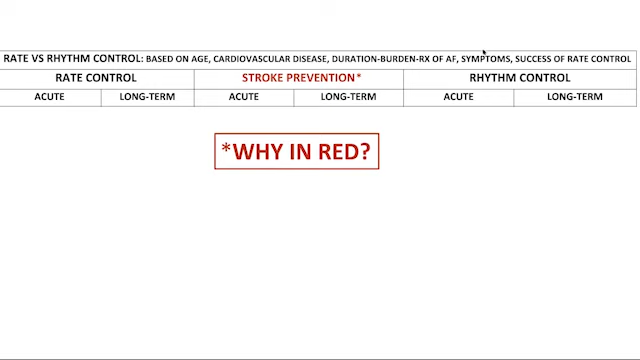 RATE VS RHYTHM CONTROL: BASED ON AGE, CARDIOVASCULAR DISEASE, DURATION-BURDEN-RX OF AF, SYMPTOMS, SUCCESS OF RATE CONTROL
RATE CONTROL STROKE PREVENTION* RHYTHM CONTROL
ACUTE LONG-TERM ACUTE LONG-TERM ACUTE LONG-TERM
*WHY IN RED?